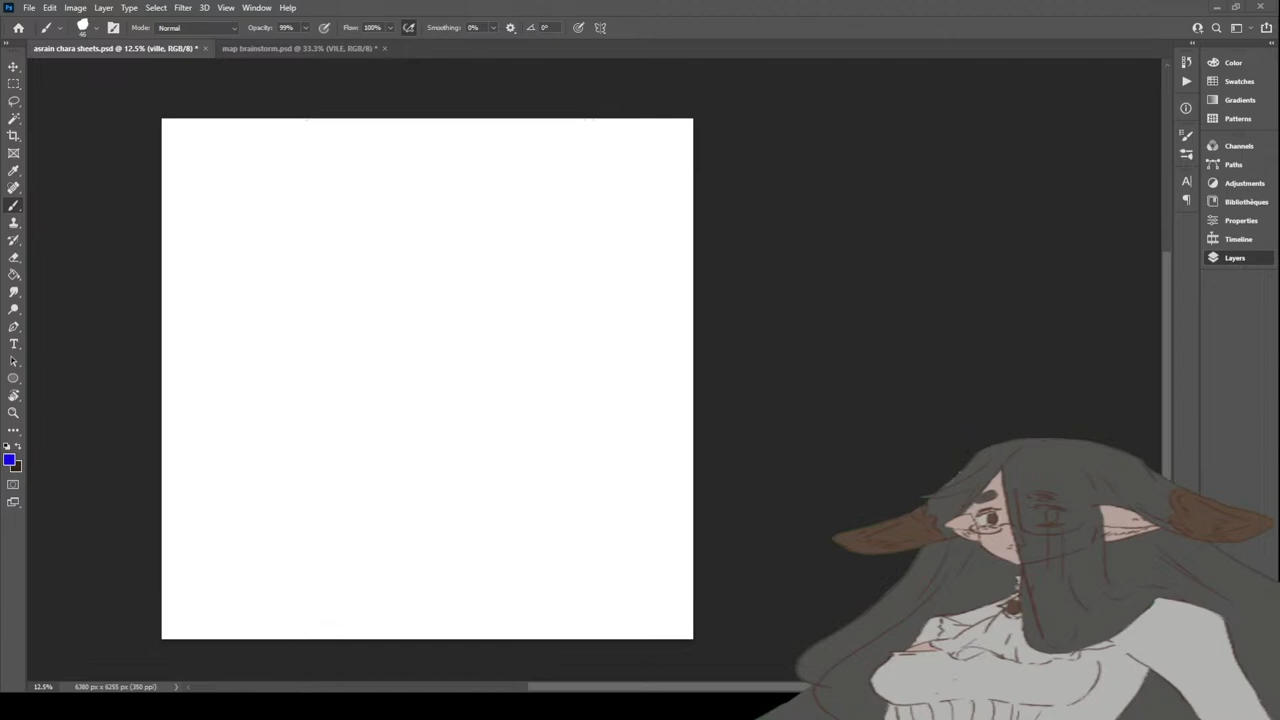 Ps File Edit Image Layer Type Select Filter 3D View Window Help
46 Mode: Normal Opacity: 99% Flow: 100% Smoothing: 0% 0°
asrain chara sheets.psd @ 12.5% (ville, RGB/8) * × map brainstorm.psd @ 33.3% (VILE, RGB/8) * ×
Color
Swatches
Gradients
Patterns
Channels
Paths
Adjustments
Bibliothèques
Properties
Timeline
Layers
12.5% 6380 px x 6255 px (350 ppi)